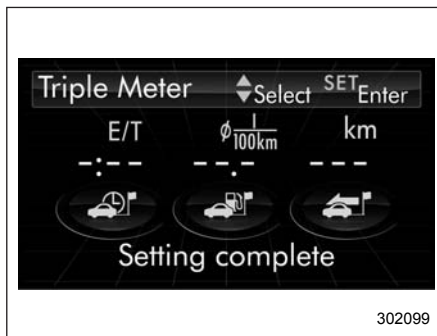 Triple Meter Select SET Enter
E/T ø l/100km km
-:-- --.- ---
Setting complete
302099